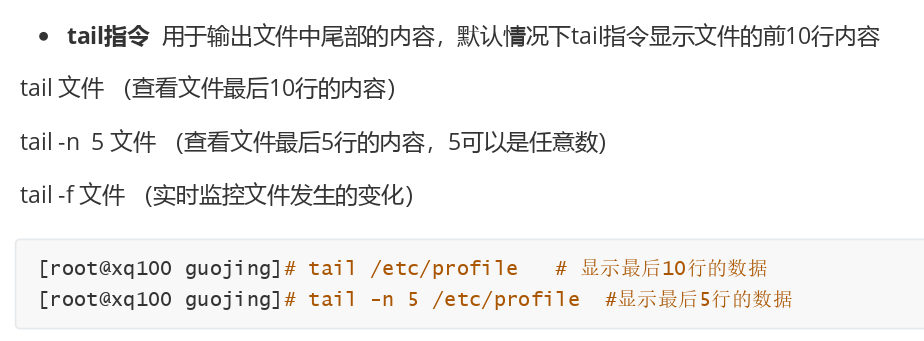 • tail指令 用于输出文件中尾部的内容，默认情况下tail指令显示文件的前10行内容
tail 文件 （查看文件最后10行的内容）
tail -n 5 文件 （查看文件最后5行的内容，5可以是任意数）
tail -f 文件 （实时监控文件发生的变化）
[root@xq100 guojing]# tail /etc/profile   # 显示最后10行的数据
[root@xq100 guojing]# tail -n 5 /etc/profile  #显示最后5行的数据